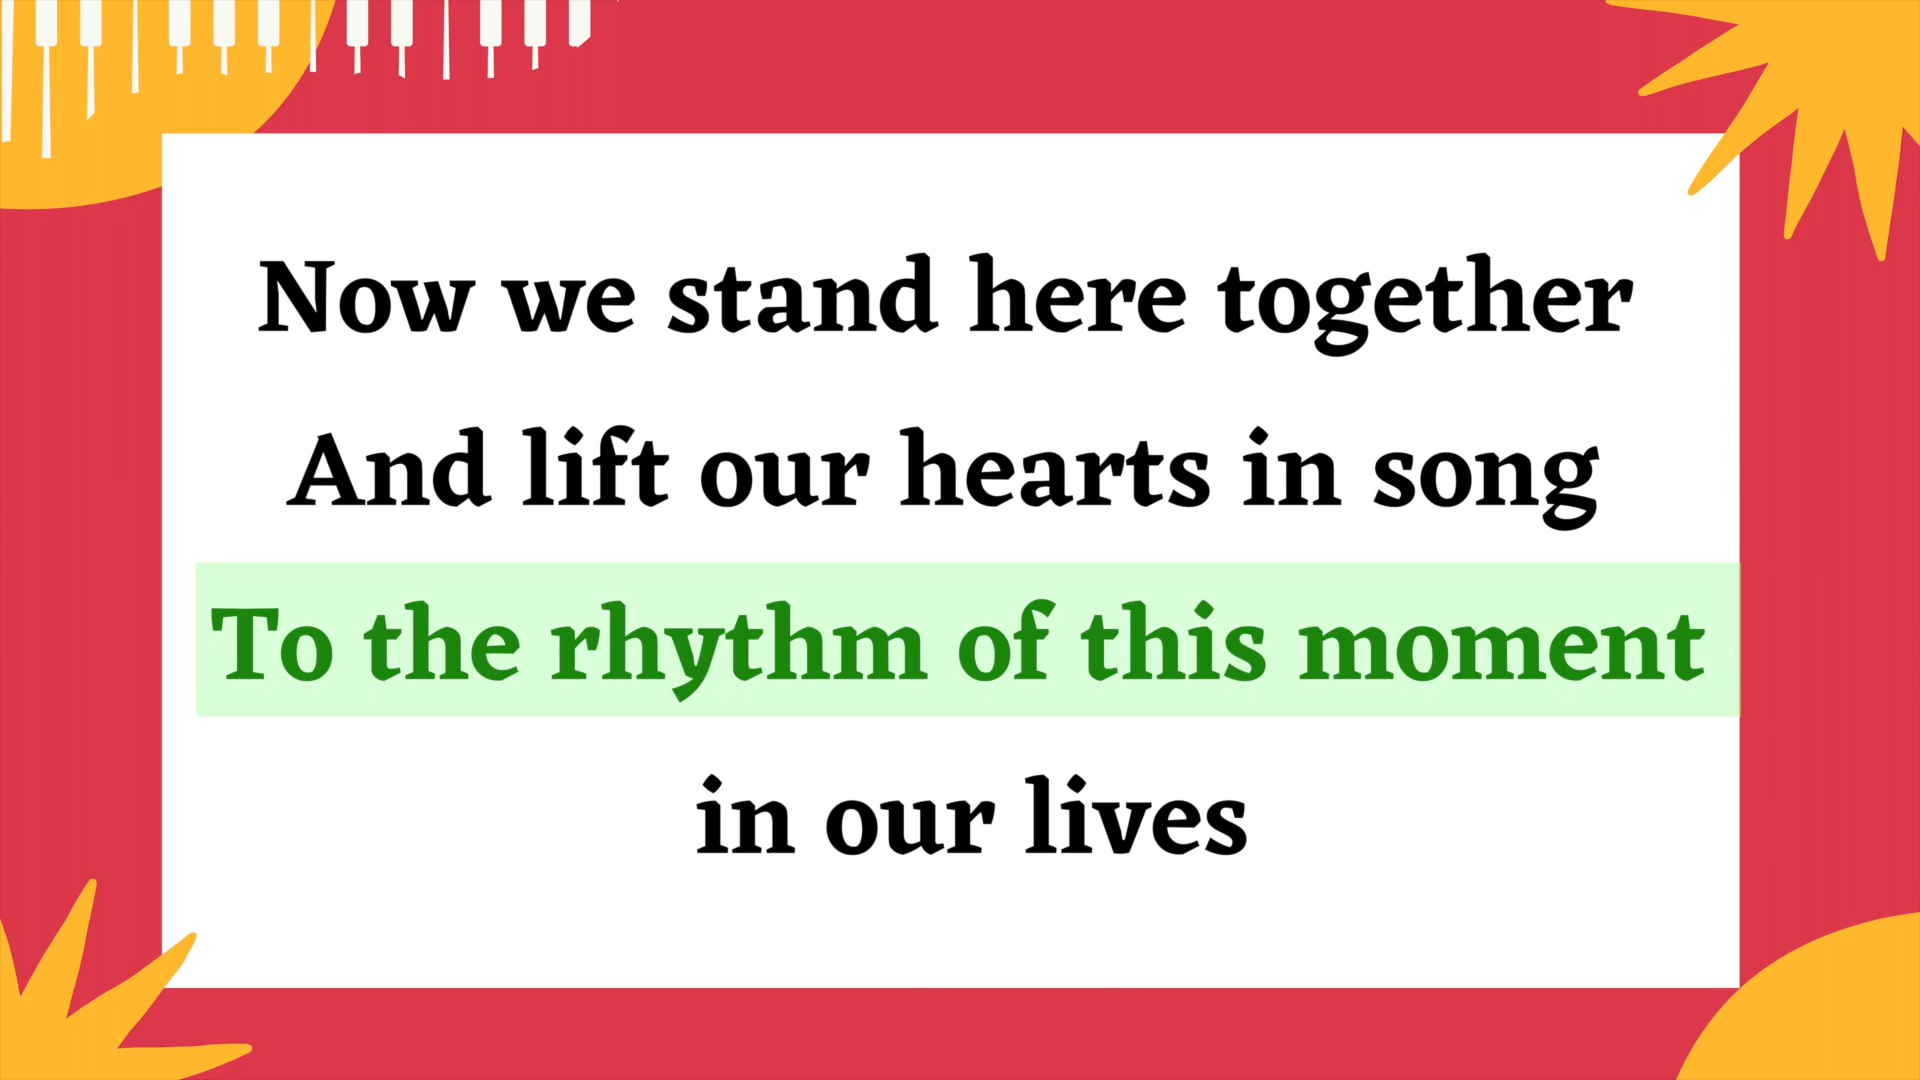 Now we stand here together
And lift our hearts in song
To the rhythm of this moment
in our lives